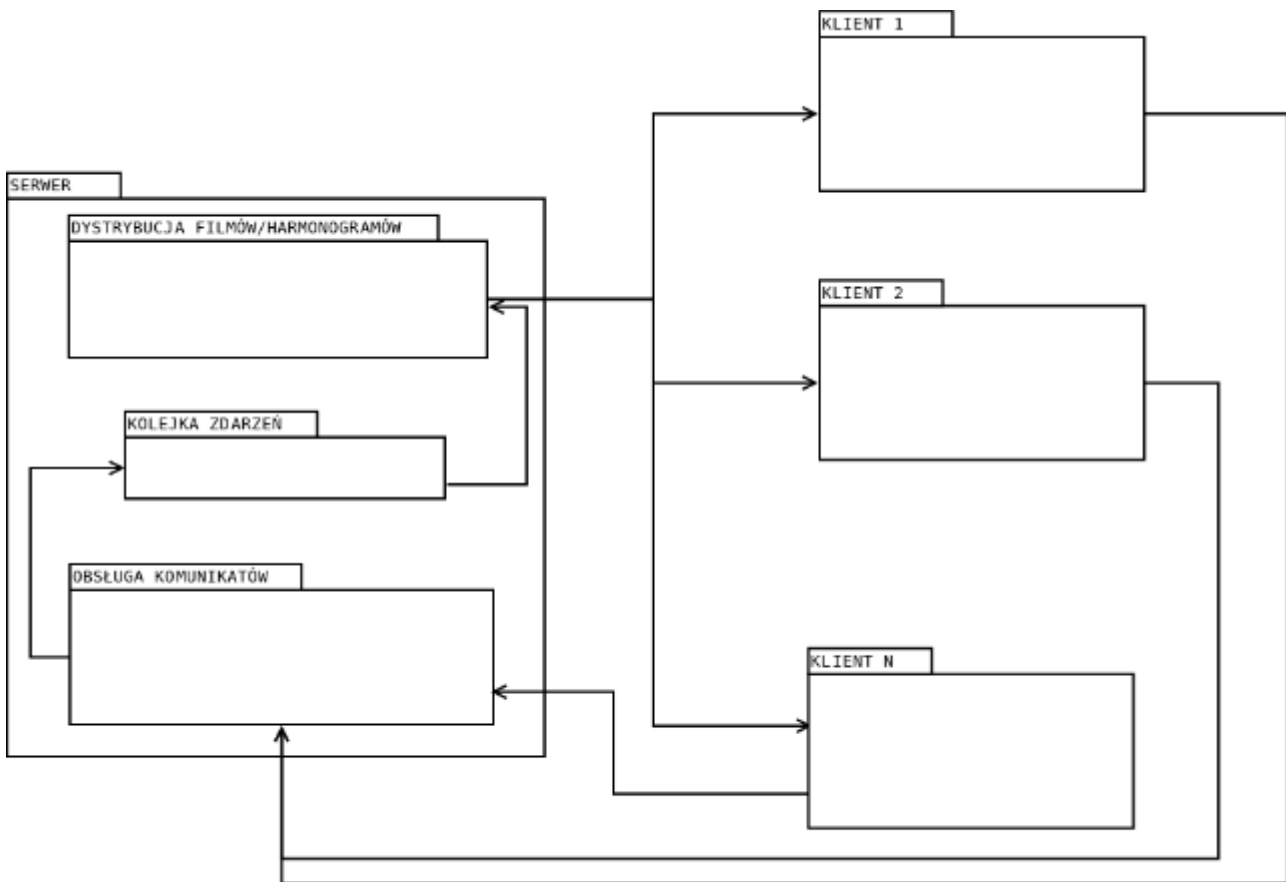 KLIENT 1
SERWER
DYSTRYBUCJA FILMÓW/HARMONOGRAMÓW
KLIENT 2
KOLEJKA ZDARZEŃ
OBSŁUGA KOMUNIKATÓW
KLIENT N